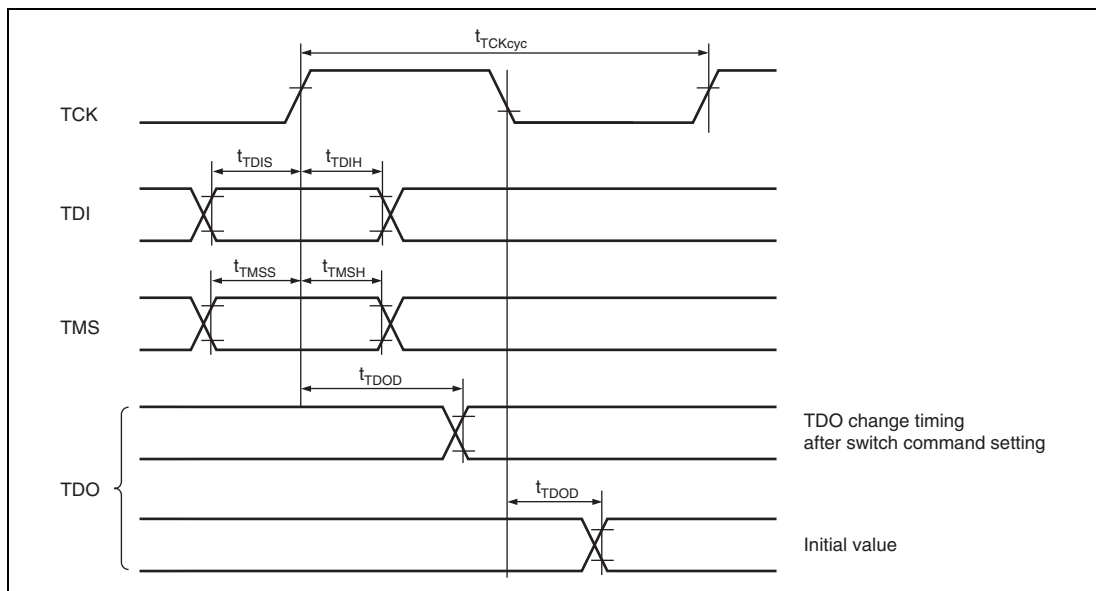 tTCKcyc
TCK
tTDIS
tTDIH
TDI
tTMSS
tTMSH
TMS
tTDOD
TDO change timing
after switch command setting
TDO
tTDOD
Initial value